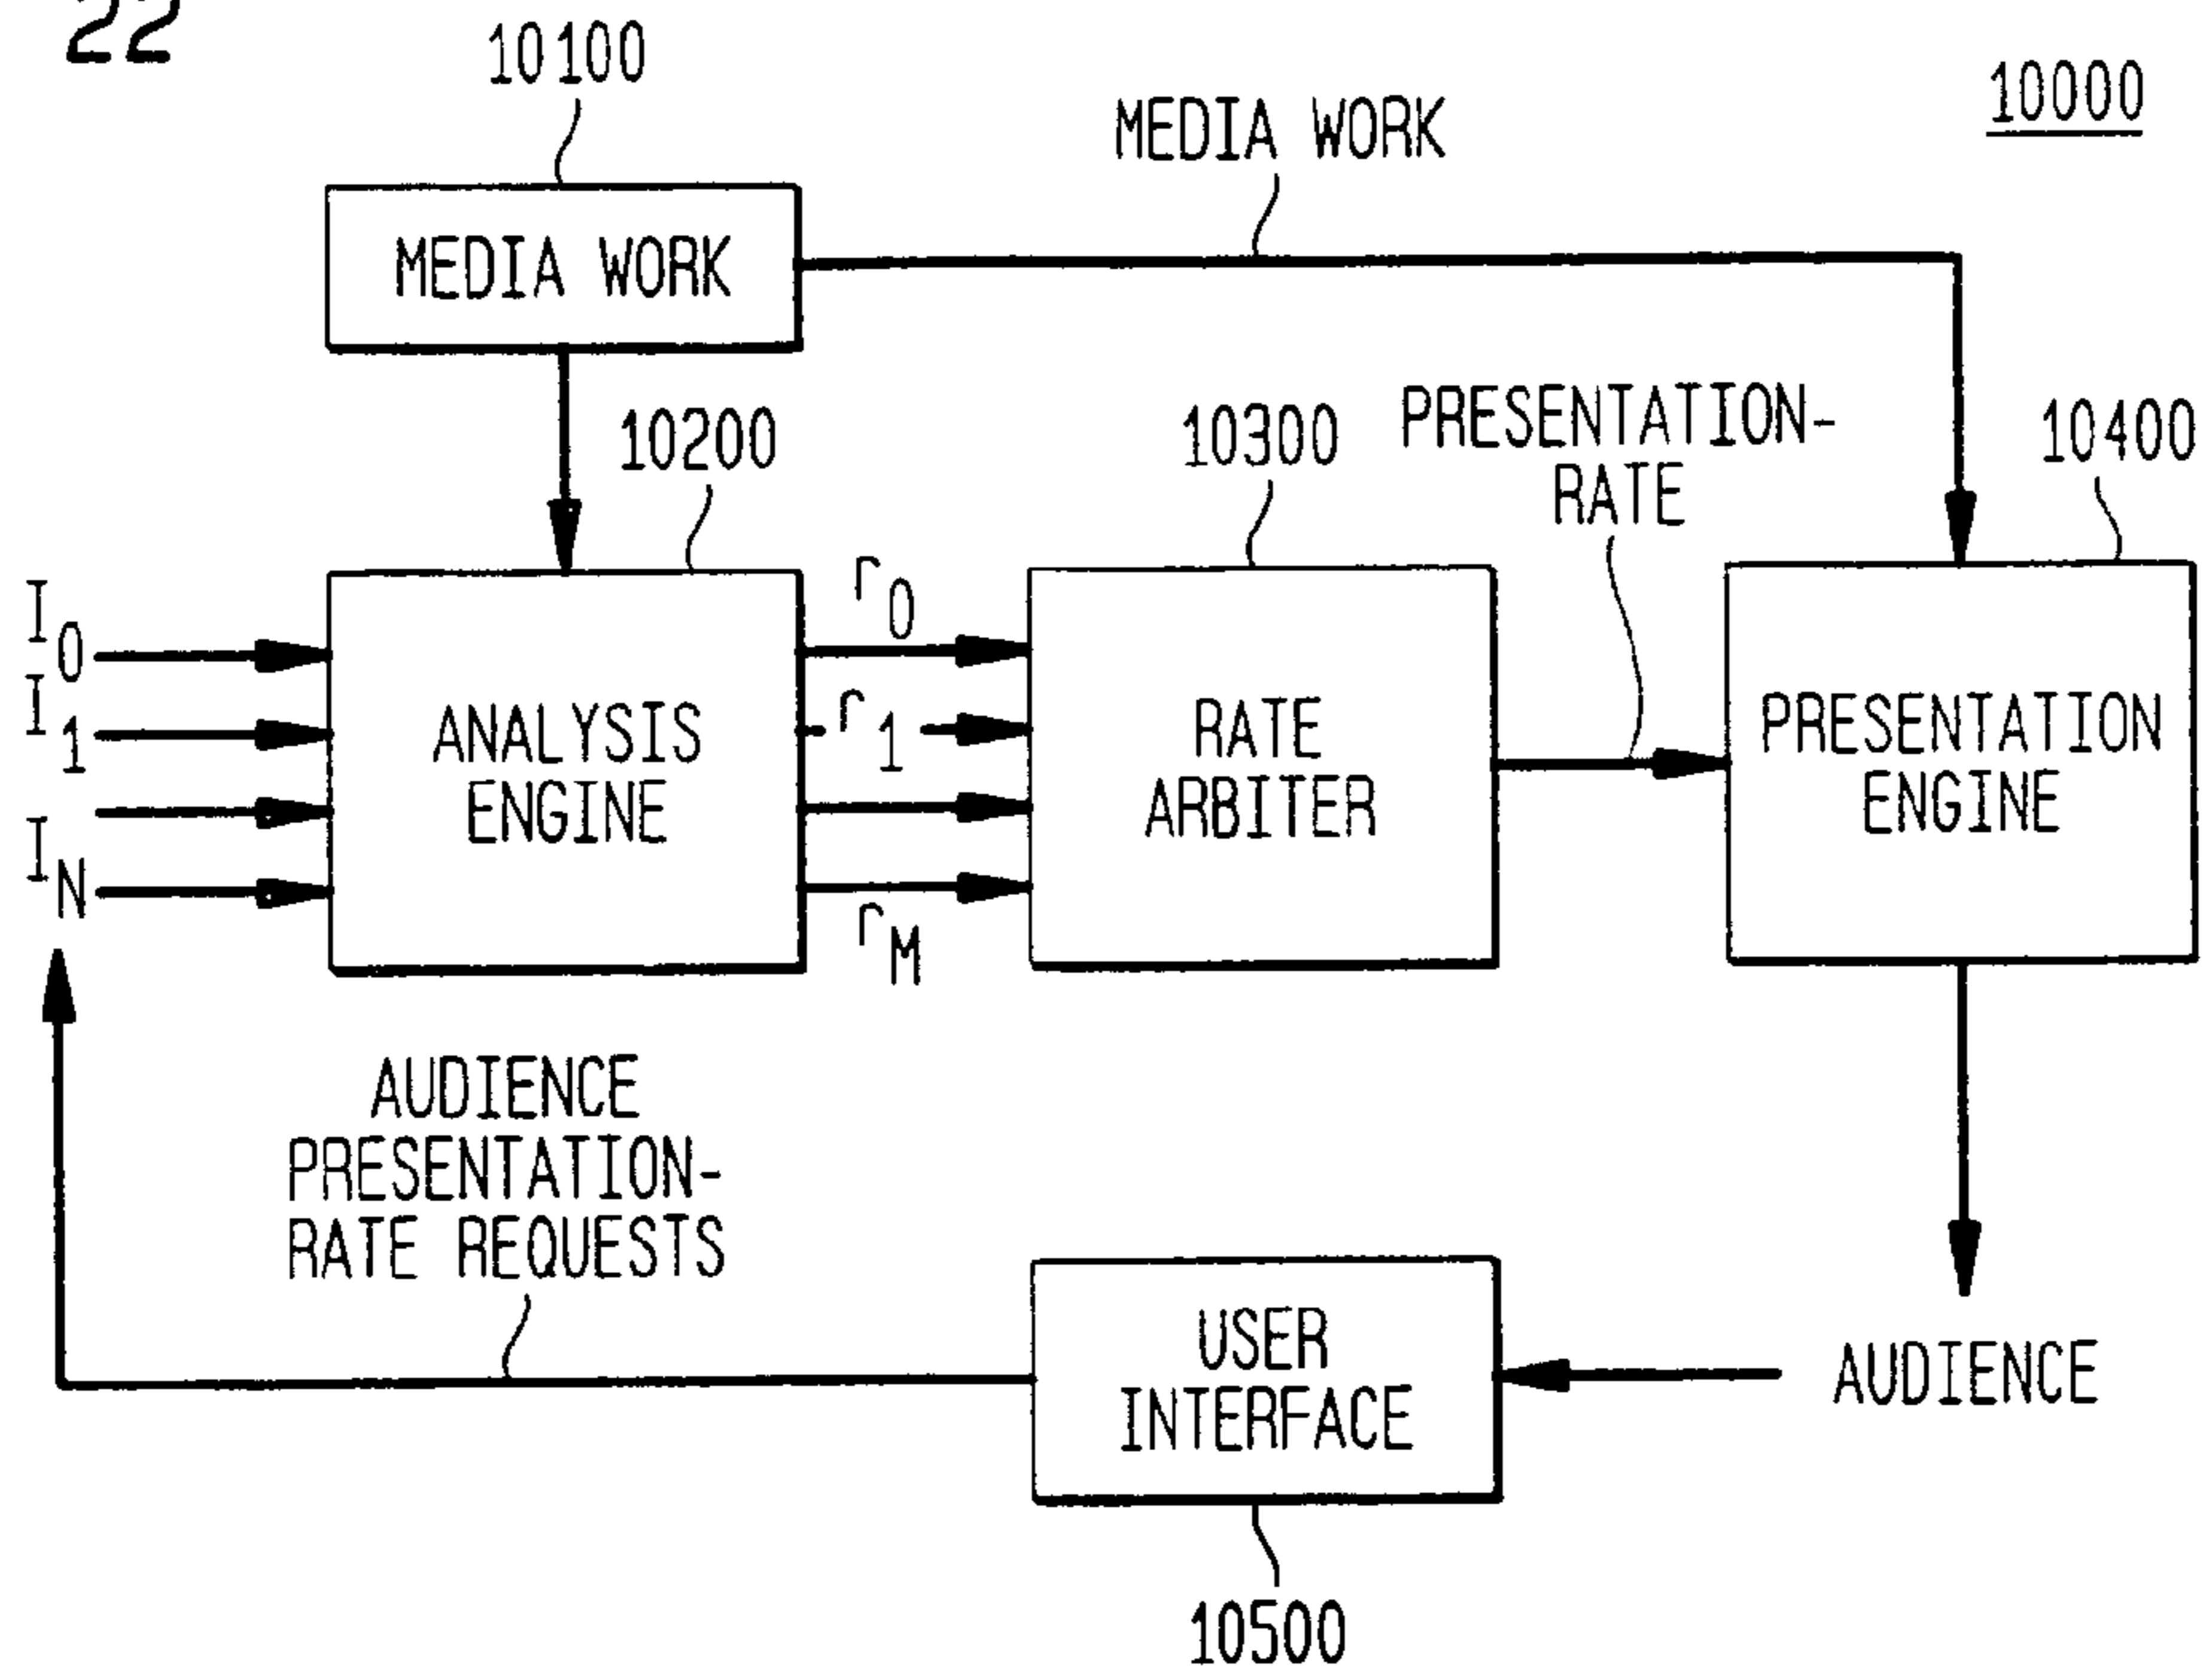 22
10100
10000
MEDIA WORK
MEDIA WORK
10200
10300
PRESENTATION-
RATE
10400
I0
I1
IN
ANALYSIS
ENGINE
r0
r1
rM
RATE
ARBITER
PRESENTATION
ENGINE
AUDIENCE
PRESENTATION-
RATE REQUESTS
USER
INTERFACE
AUDIENCE
10500